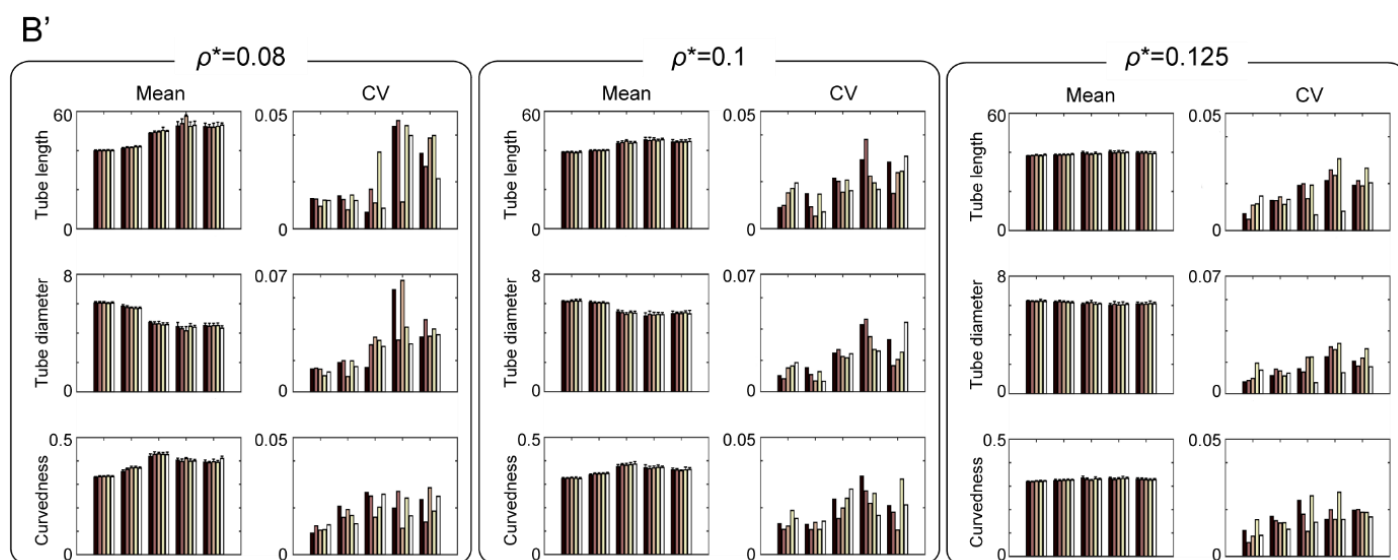 B’
ρ*=0.08
Mean CV
Tube length
60
0
0.05
0
Tube diameter
8
0
0.07
0
Curvedness
0.5
0
0.05
0
ρ*=0.1
Mean CV
Tube length
60
0
0.05
0
Tube diameter
8
0
0.07
0
Curvedness
0.5
0
0.05
0
ρ*=0.125
Mean CV
Tube length
60
0
0.05
0
Tube diameter
8
0
0.07
0
Curvedness
0.5
0
0.05
0